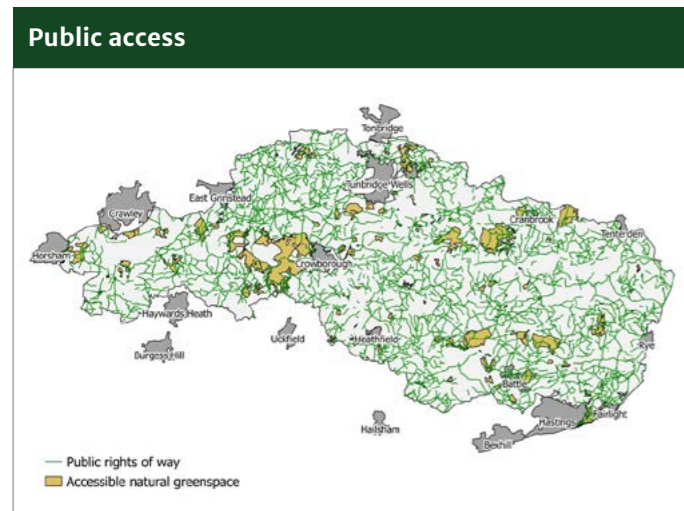 Public access
Tonbridge
Tunbridge Wells
East Grinstead
Crawley
Cranbrook
Tenterden
Horsham
Crowborough
Haywards Heath
Uckfield
Heathfield
Burgess Hill
Rye
Battle
Fairlight
Hastings
Hailsham
Bexhill
Public rights of way
Accessible natural greenspace